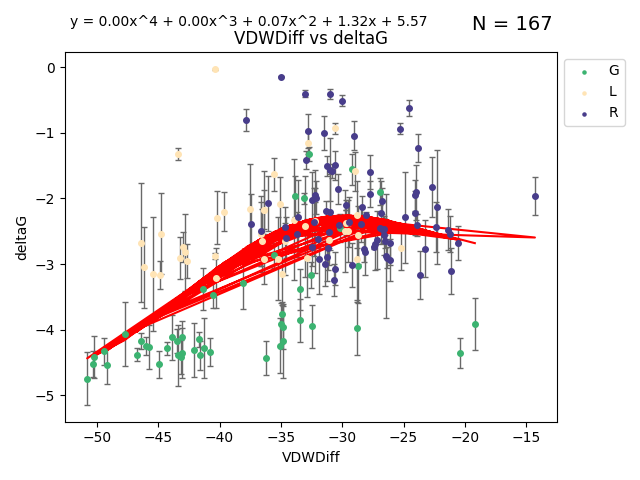 y = 0.00x^4 + 0.00x^3 + 0.07x^2 + 1.32x + 5.57
N = 167
VDWDiff vs deltaG
G
L
R
0
−1
−2
−3
−4
−5
deltaG
−50 −45 −40 −35 −30 −25 −20 −15
VDWDiff